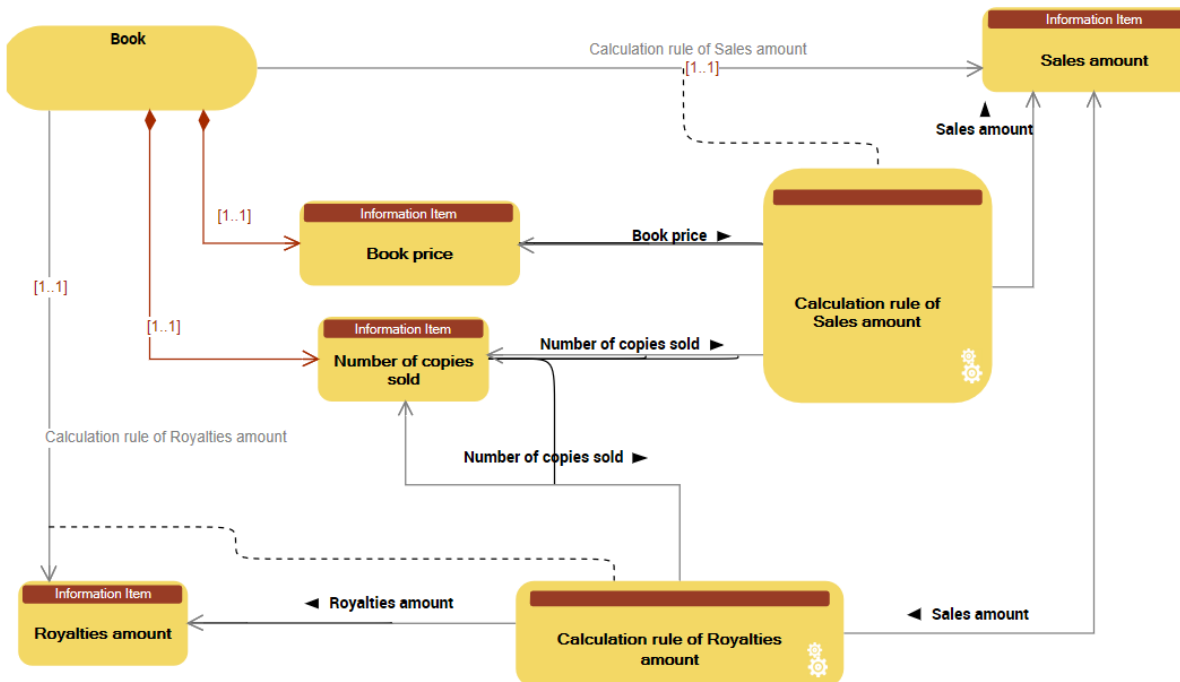 Book
Information Item
Calculation rule of Sales amount
Sales amount
[1..1]
Sales amount
Information Item
[1..1]
Book price
Book price
[1..1]
Calculation rule of
Sales amount
[1..1]
Information Item
Number of copies sold
Number of copies
sold
Calculation rule of Royalties amount
Number of copies sold
Information Item
Royalties amount
Sales amount
Royalties amount
Calculation rule of Royalties
amount